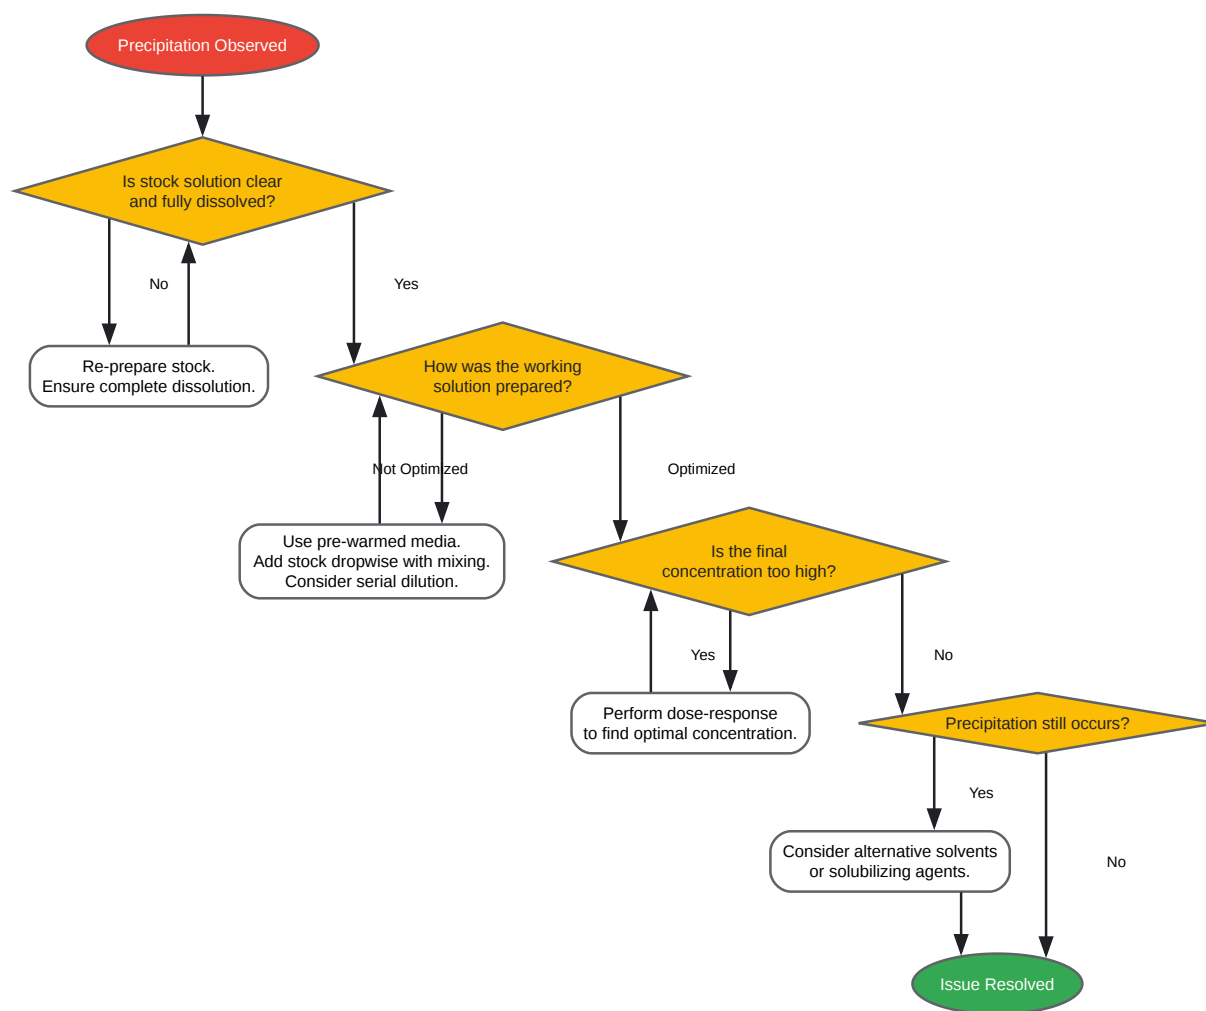 Precipitation Observed
Is stock solution clear
and fully dissolved?
No
Yes
Re-prepare stock.
Ensure complete dissolution.
How was the working
solution prepared?
Not Optimized
Optimized
Use pre-warmed media.
Add stock dropwise with mixing.
Consider serial dilution.
Is the final
concentration too high?
Yes
No
Perform dose-response
to find optimal concentration.
Precipitation still occurs?
Yes
Consider alternative solvents
or solubilizing agents.
No
Issue Resolved